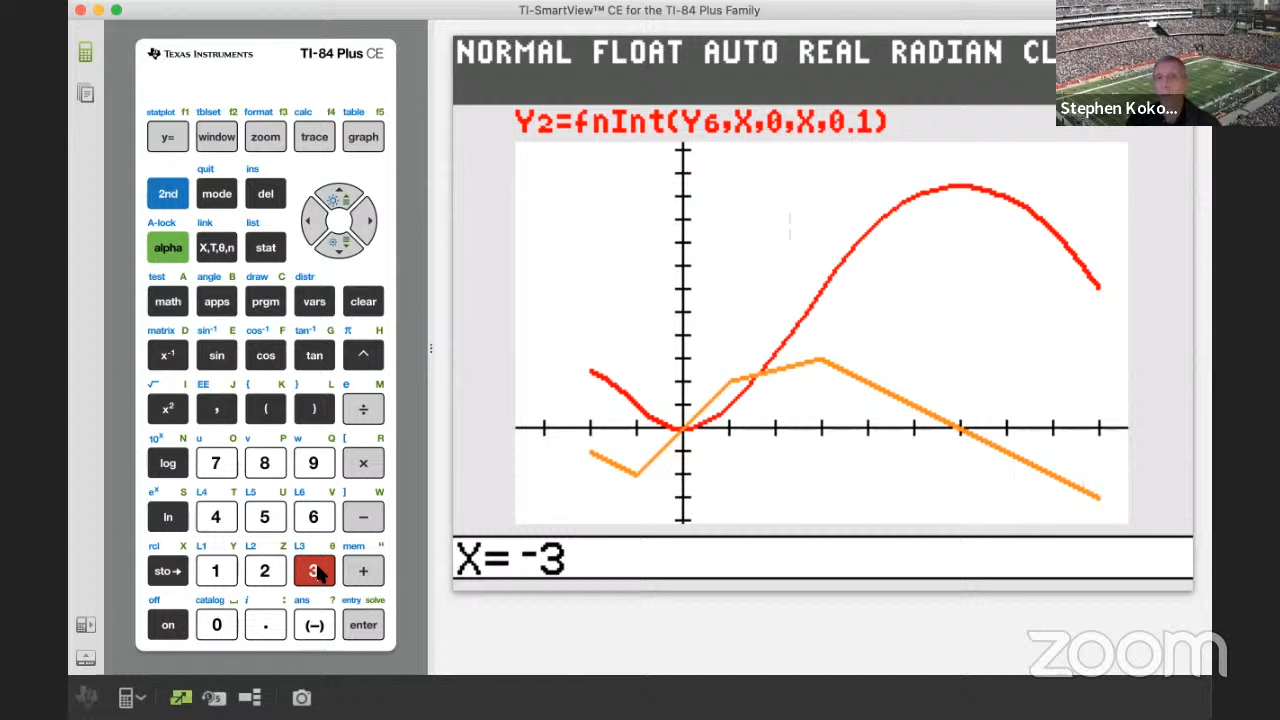 TI-SmartView™ CE for the TI-84 Plus Family
TEXAS INSTRUMENTS TI-84 Plus CE
statplot f1 tblset f2 format f3 calc f4 table f5
y= window zoom trace graph
quit ins
2nd mode del
A-lock link list
alpha X,T,θ,n stat
test A angle B draw C distr
math apps prgm vars clear
matrix D sin⁻¹ E cos⁻¹ F tan⁻¹ G π H
x⁻¹ sin cos tan ^
√ I EE J { K } L e M
x² , ( ) ÷
10ˣ N u O v P w Q [ R
log 7 8 9 ×
eˣ S L4 T L5 U L6 V ] W
ln 4 5 6 −
rcl X L1 Y L2 Z L3 θ mem "
sto→ 1 2 3 +
off catalog ⎵ i : ans ? entry solve
on 0 . (−) enter
NORMAL FLOAT AUTO REAL RADIAN CL
Y2=fnInt(Y6,X,0,X,0.1)
X= -3
Stephen Koko...
zoom